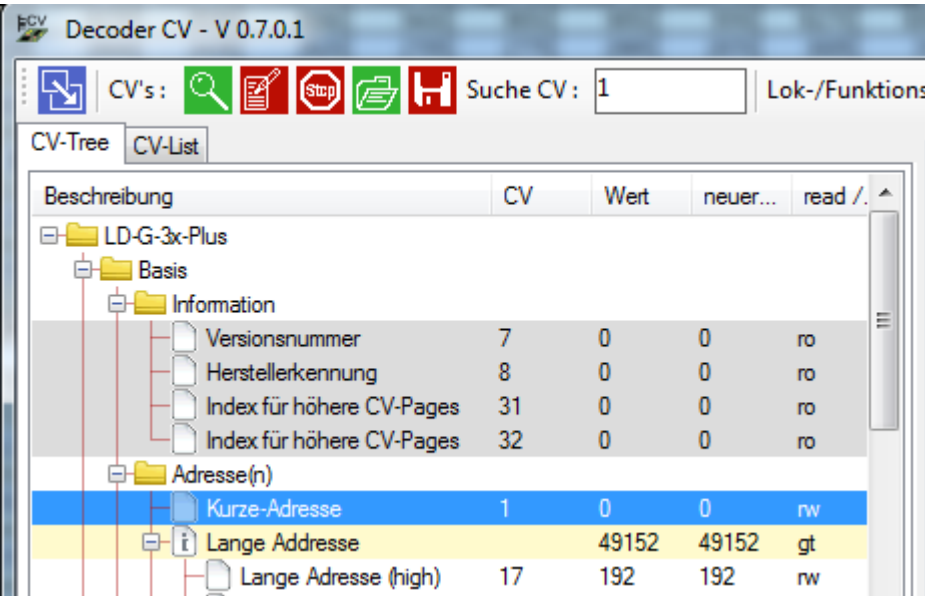 ECV Decoder CV - V 0.7.0.1
CV's : Stop Suche CV : 1 Lok-/Funktions
CV-Tree CV-List
Beschreibung CV Wert neuer... read /.
LD-G-3x-Plus
Basis
Information
Versionsnummer 7 0 0 ro
Herstellerkennung 8 0 0 ro
Index für höhere CV-Pages 31 0 0 ro
Index für höhere CV-Pages 32 0 0 ro
Adresse(n)
Kurze-Adresse 1 0 0 rw
i Lange Addresse 49152 49152 gt
Lange Adresse (high) 17 192 192 rw